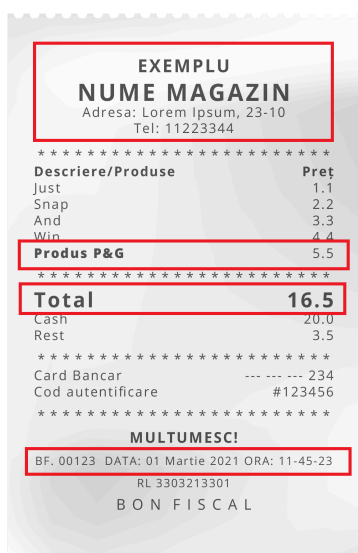 EXEMPLU
NUME MAGAZIN
Adresa: Lorem Ipsum, 23-10
Tel: 11223344
* * * * * * * * * * * * * * * * * * * * * * * *
Descriere/Produse Preț
Just 1.1
Snap 2.2
And 3.3
Win 4.4
Produs P&G 5.5
* * * * * * * * * * * * * * * * * * * * * * * *
Total 16.5
Cash 20.0
Rest 3.5
* * * * * * * * * * * * * * * * * * * * * * * *
Card Bancar --- --- --- 234
Cod autentificare #123456
* * * * * * * * * * * * * * * * * * * * * * * *
MULTUMESC!
BF. 00123 DATA: 01 Martie 2021 ORA: 11-45-23
RL 3303213301
BON FISCAL